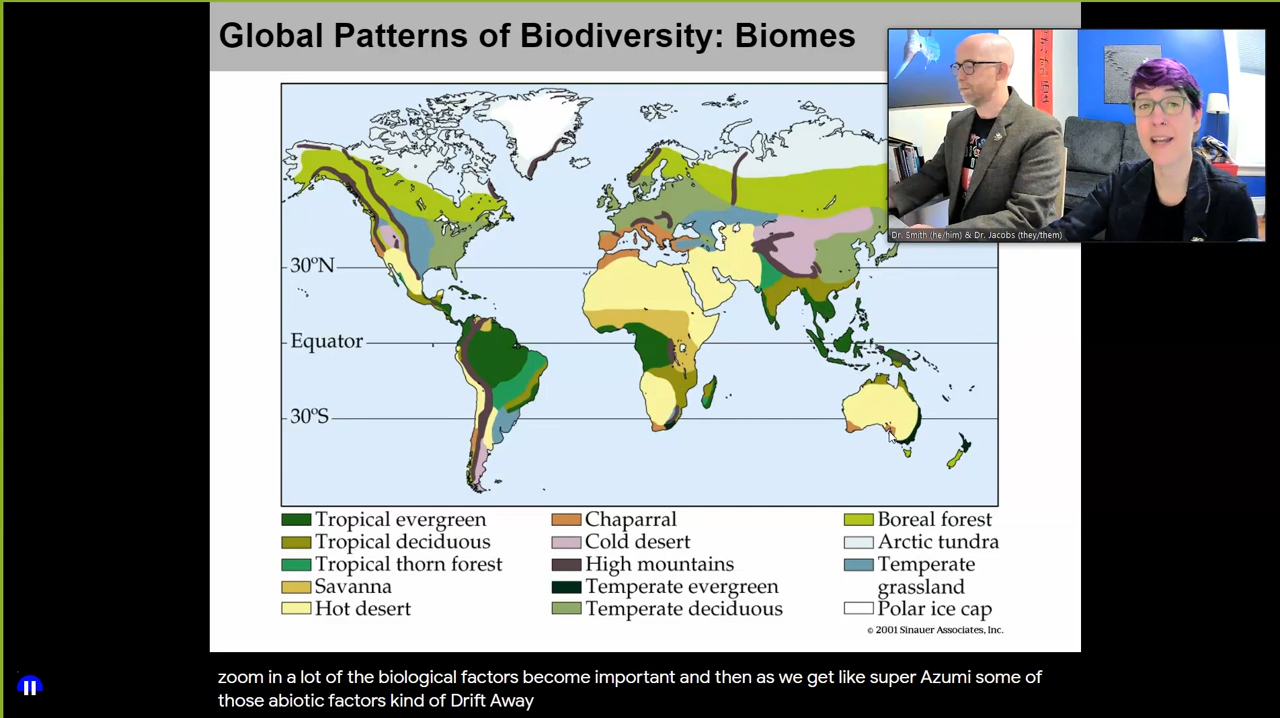 Global Patterns of Biodiversity: Biomes
Dr. Smith (he/him) & Dr. Jacobs (they/them)
30ºN
Equator
30ºS
Tropical evergreen
Tropical deciduous
Tropical thorn forest
Savanna
Hot desert
Chaparral
Cold desert
High mountains
Temperate evergreen
Temperate deciduous
Boreal forest
Arctic tundra
Temperate
grassland
Polar ice cap
© 2001 Sinauer Associates, Inc.
zoom in a lot of the biological factors become important and then as we get like super Azumi some of
those abiotic factors kind of Drift Away